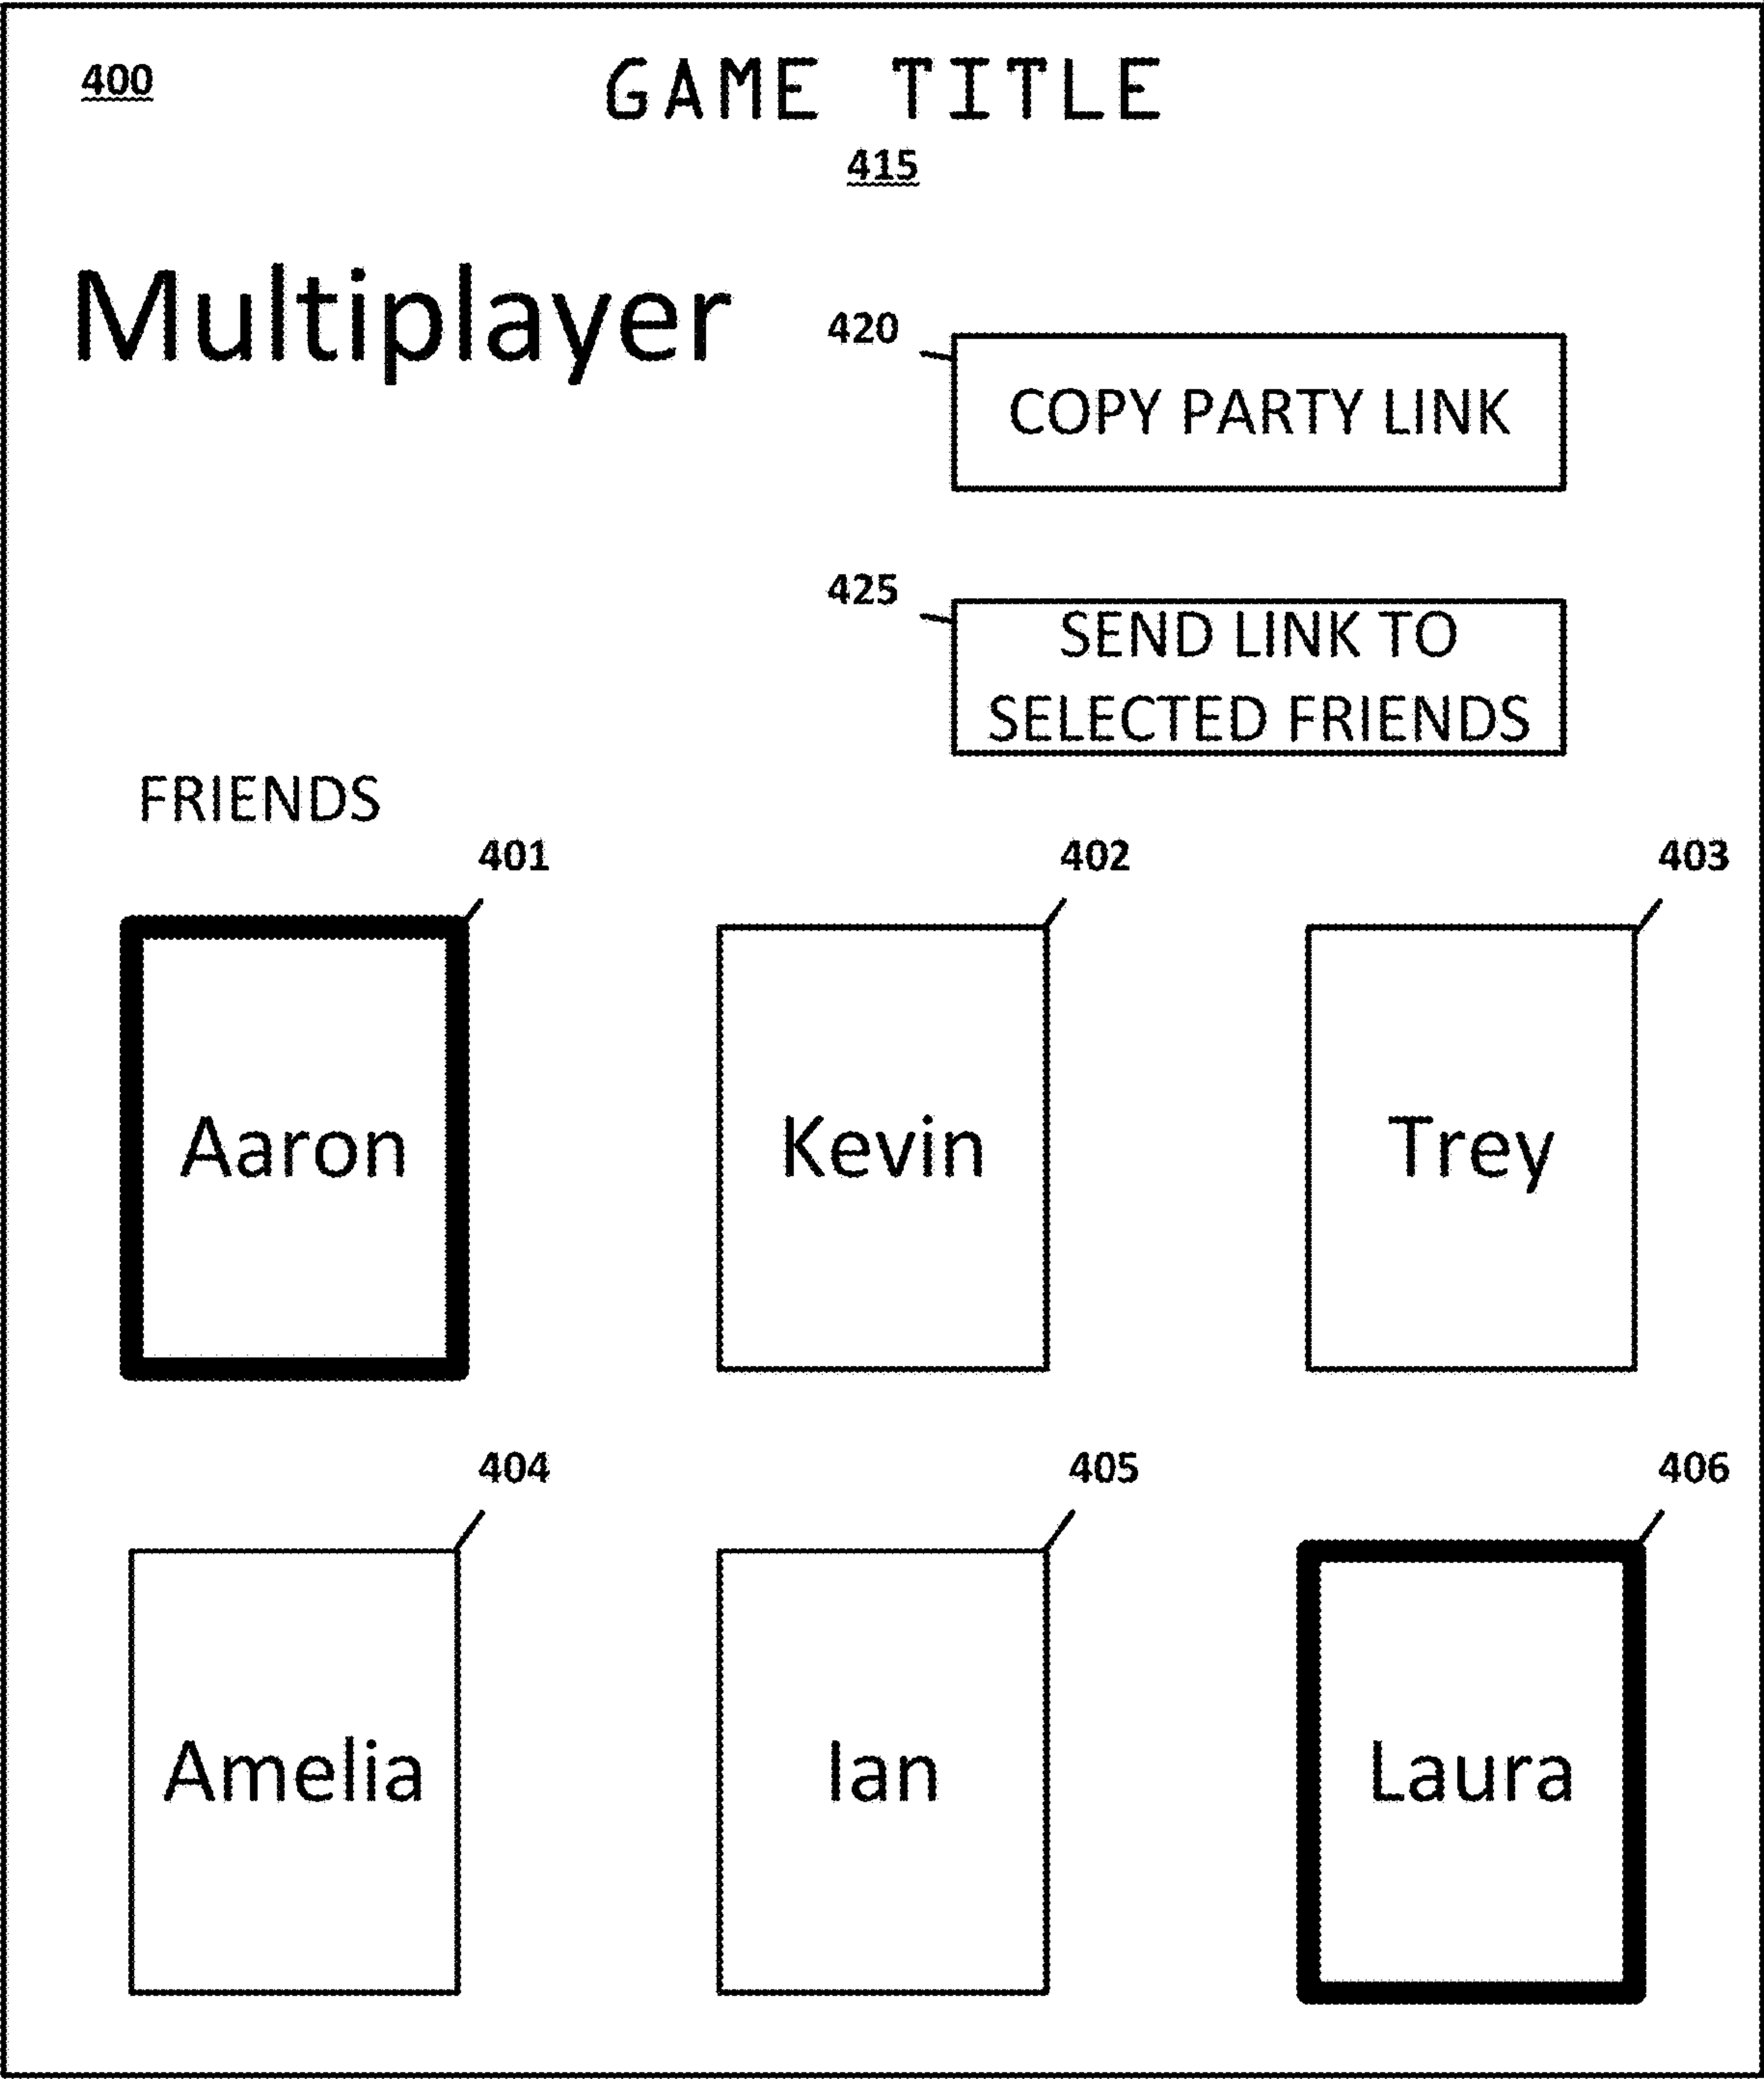 400
GAME TITLE
415
Multiplayer
420
COPY PARTY LINK
425
SEND LINK TO
SELECTED FRIENDS
FRIENDS
401
402
403
Aaron
Kevin
Trey
404
405
406
Amelia
Ian
Laura